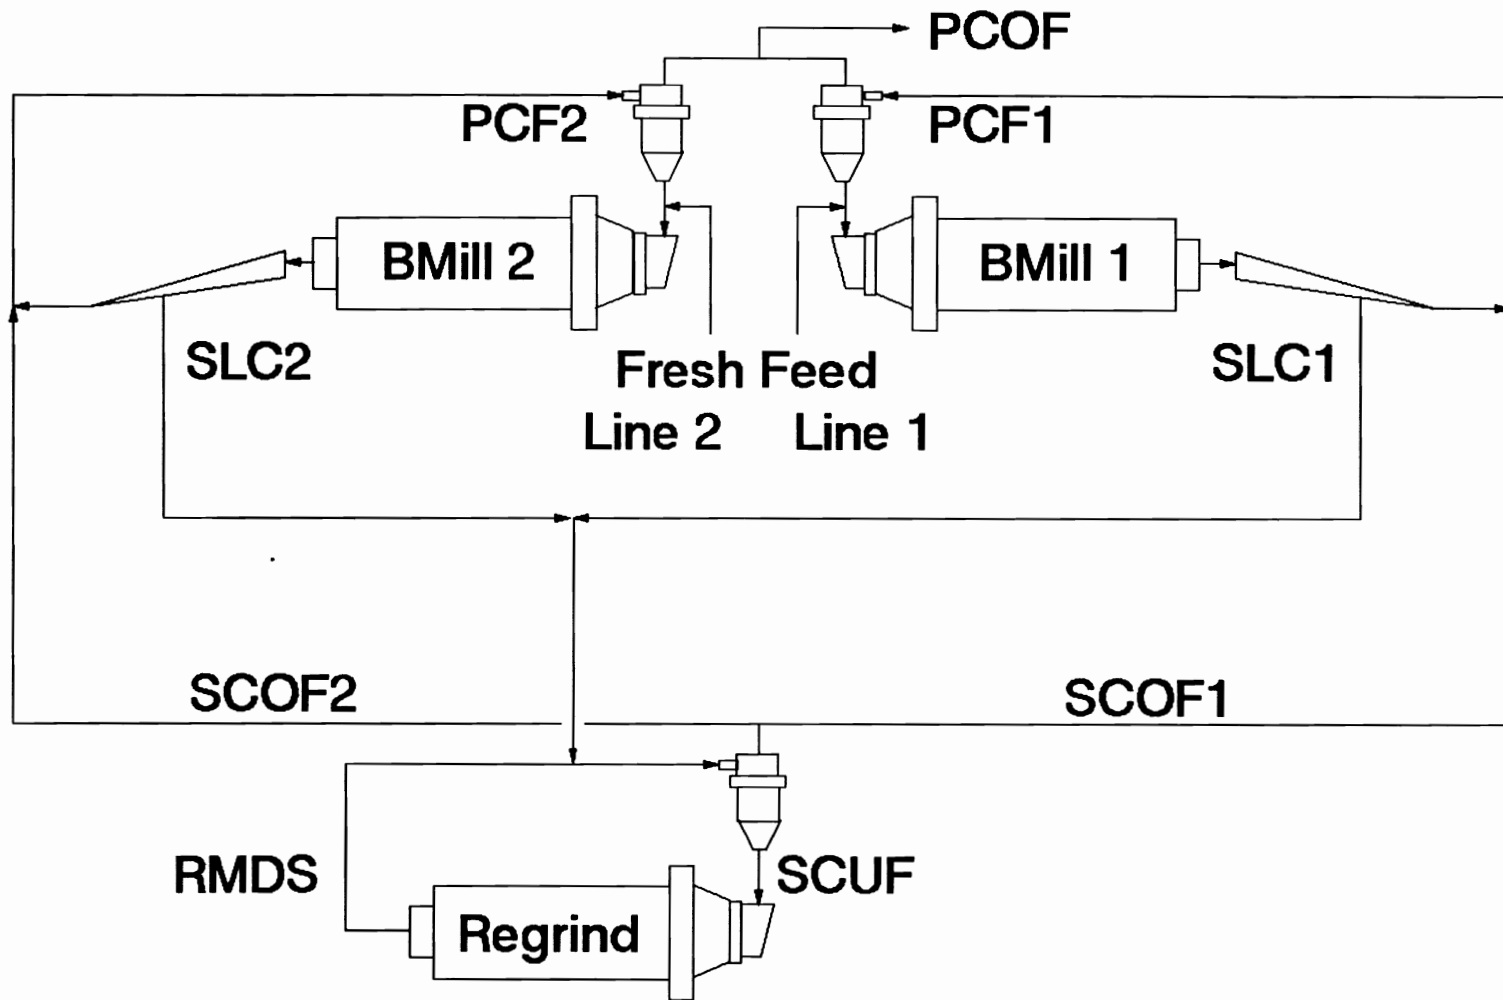 PCOF
PCF2
PCF1
BMill 2
BMill 1
SLC2
Fresh Feed
SLC1
Line 2
Line 1
SCOF2
SCOF1
RMDS
SCUF
Regrind